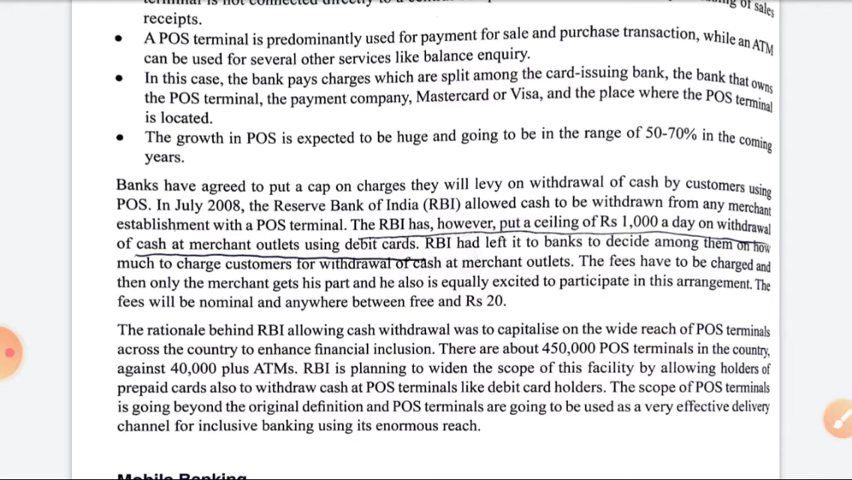 receipts.
• A POS terminal is predominantly used for payment for sale and purchase transaction, while an ATM
can be used for several other services like balance enquiry.
• In this case, the bank pays charges which are split among the card-issuing bank, the bank that owns
the POS terminal, the payment company, Mastercard or Visa, and the place where the POS terminal
is located.
• The growth in POS is expected to be huge and going to be in the range of 50-70% in the coming
years.
Banks have agreed to put a cap on charges they will levy on withdrawal of cash by customers using
POS. In July 2008, the Reserve Bank of India (RBI) allowed cash to be withdrawn from any merchant
establishment with a POS terminal. The RBI has, however, put a ceiling of Rs 1,000 a day on withdrawal
of cash at merchant outlets using debit cards. RBI had left it to banks to decide among them on how
much to charge customers for withdrawal of cash at merchant outlets. The fees have to be charged and
then only the merchant gets his part and he also is equally excited to participate in this arrangement. The
fees will be nominal and anywhere between free and Rs 20.
The rationale behind RBI allowing cash withdrawal was to capitalise on the wide reach of POS terminals
across the country to enhance financial inclusion. There are about 450,000 POS terminals in the country,
against 40,000 plus ATMs. RBI is planning to widen the scope of this facility by allowing holders of
prepaid cards also to withdraw cash at POS terminals like debit card holders. The scope of POS terminals
is going beyond the original definition and POS terminals are going to be used as a very effective delivery
channel for inclusive banking using its enormous reach.
Mobile Banking